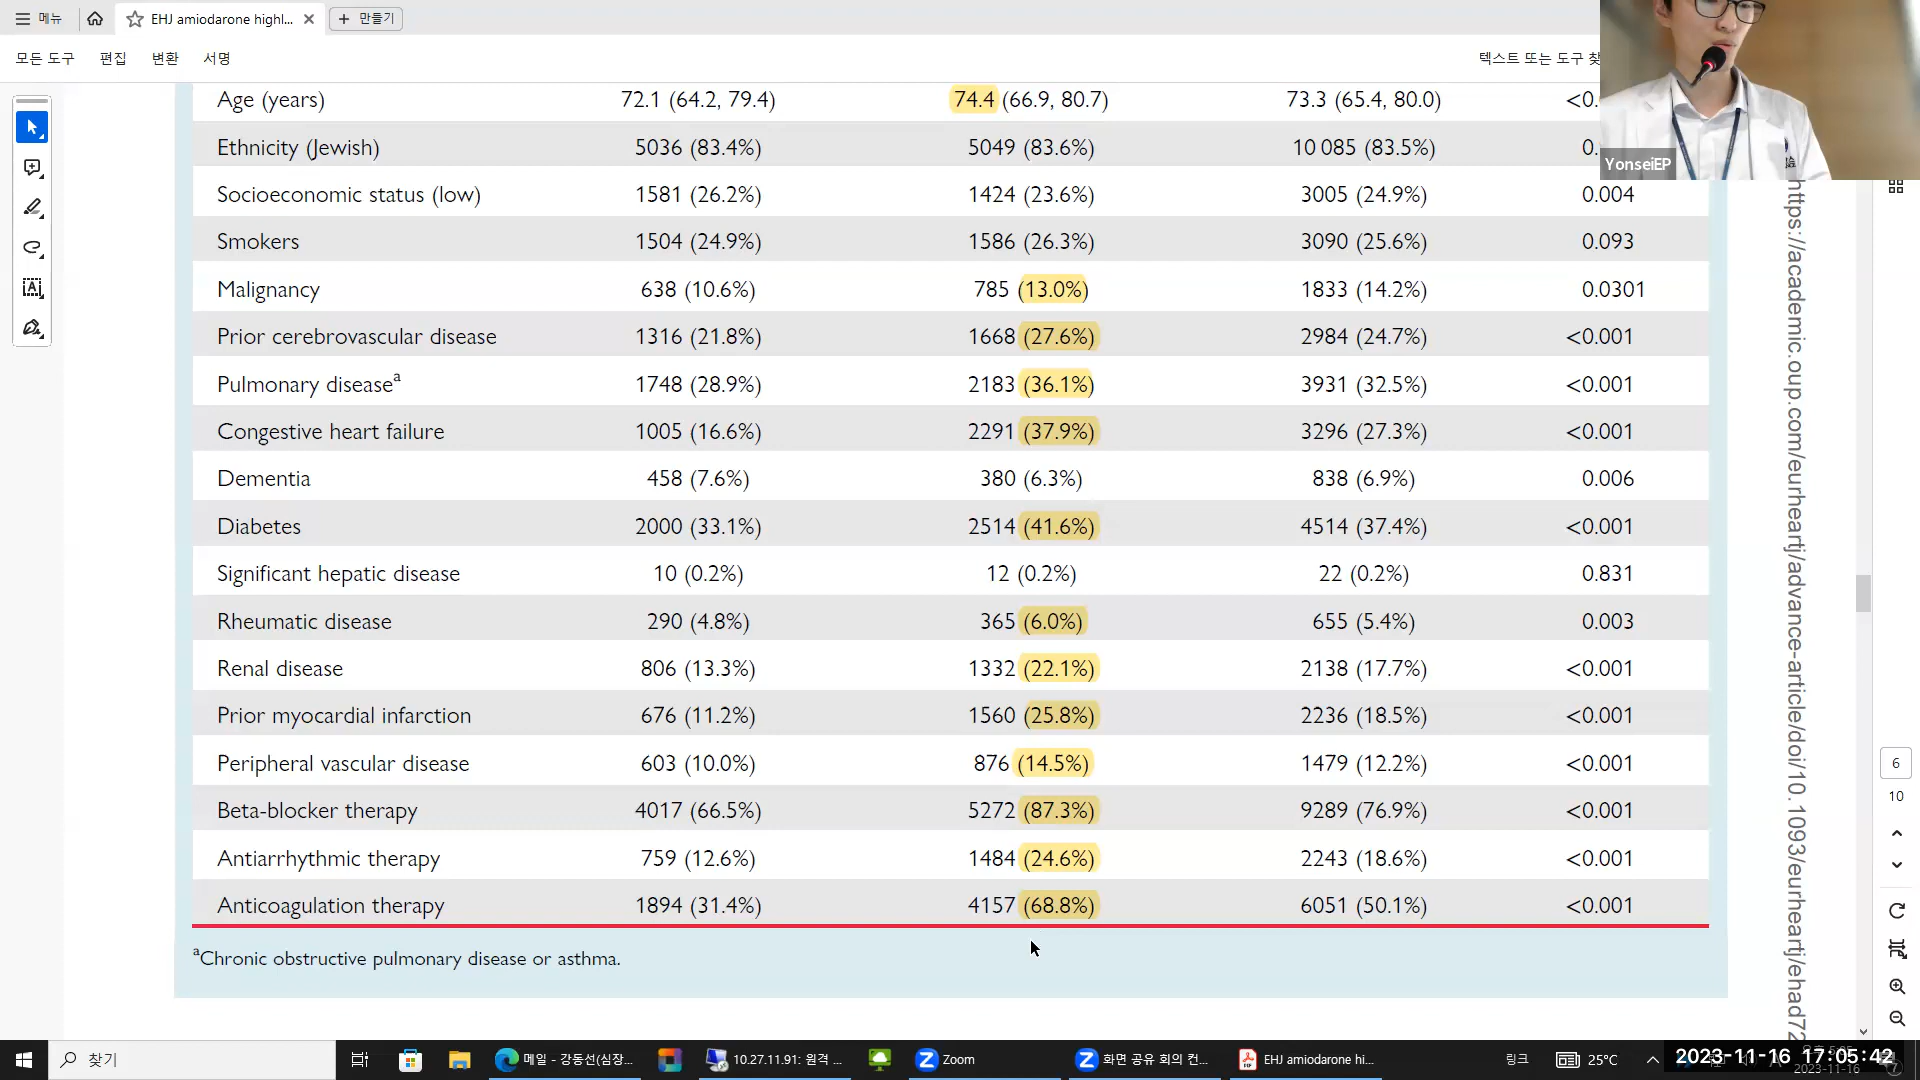 메뉴
EHJ amiodarone highl...
만들기
모든 도구 편집 변환 서명
텍스트 또는 도구 찾
YonseiEP
Age (years) 72.1 (64.2, 79.4) 74.4 (66.9, 80.7) 73.3 (65.4, 80.0) <0.
Ethnicity (Jewish) 5036 (83.4%) 5049 (83.6%) 10 085 (83.5%) 0.
Socioeconomic status (low) 1581 (26.2%) 1424 (23.6%) 3005 (24.9%) 0.004
Smokers 1504 (24.9%) 1586 (26.3%) 3090 (25.6%) 0.093
Malignancy 638 (10.6%) 785 (13.0%) 1833 (14.2%) 0.0301
Prior cerebrovascular disease 1316 (21.8%) 1668 (27.6%) 2984 (24.7%) <0.001
Pulmonary diseaseᵃ 1748 (28.9%) 2183 (36.1%) 3931 (32.5%) <0.001
Congestive heart failure 1005 (16.6%) 2291 (37.9%) 3296 (27.3%) <0.001
Dementia 458 (7.6%) 380 (6.3%) 838 (6.9%) 0.006
Diabetes 2000 (33.1%) 2514 (41.6%) 4514 (37.4%) <0.001
Significant hepatic disease 10 (0.2%) 12 (0.2%) 22 (0.2%) 0.831
Rheumatic disease 290 (4.8%) 365 (6.0%) 655 (5.4%) 0.003
Renal disease 806 (13.3%) 1332 (22.1%) 2138 (17.7%) <0.001
Prior myocardial infarction 676 (11.2%) 1560 (25.8%) 2236 (18.5%) <0.001
Peripheral vascular disease 603 (10.0%) 876 (14.5%) 1479 (12.2%) <0.001
Beta-blocker therapy 4017 (66.5%) 5272 (87.3%) 9289 (76.9%) <0.001
Antiarrhythmic therapy 759 (12.6%) 1484 (24.6%) 2243 (18.6%) <0.001
Anticoagulation therapy 1894 (31.4%) 4157 (68.8%) 6051 (50.1%) <0.001
ᵃChronic obstructive pulmonary disease or asthma.
https://academic.oup.com/eurheartj/advance-article/doi/10.1093/eurheartj/ehad72
6
10
찾기
메일 - 강동선(심장...
10.27.11.91: 원격 ...
Zoom
화면 공유 회의 컨...
EHJ amiodarone hi...
링크
25°C
2023-11-16 17:05:42
2023-11-16